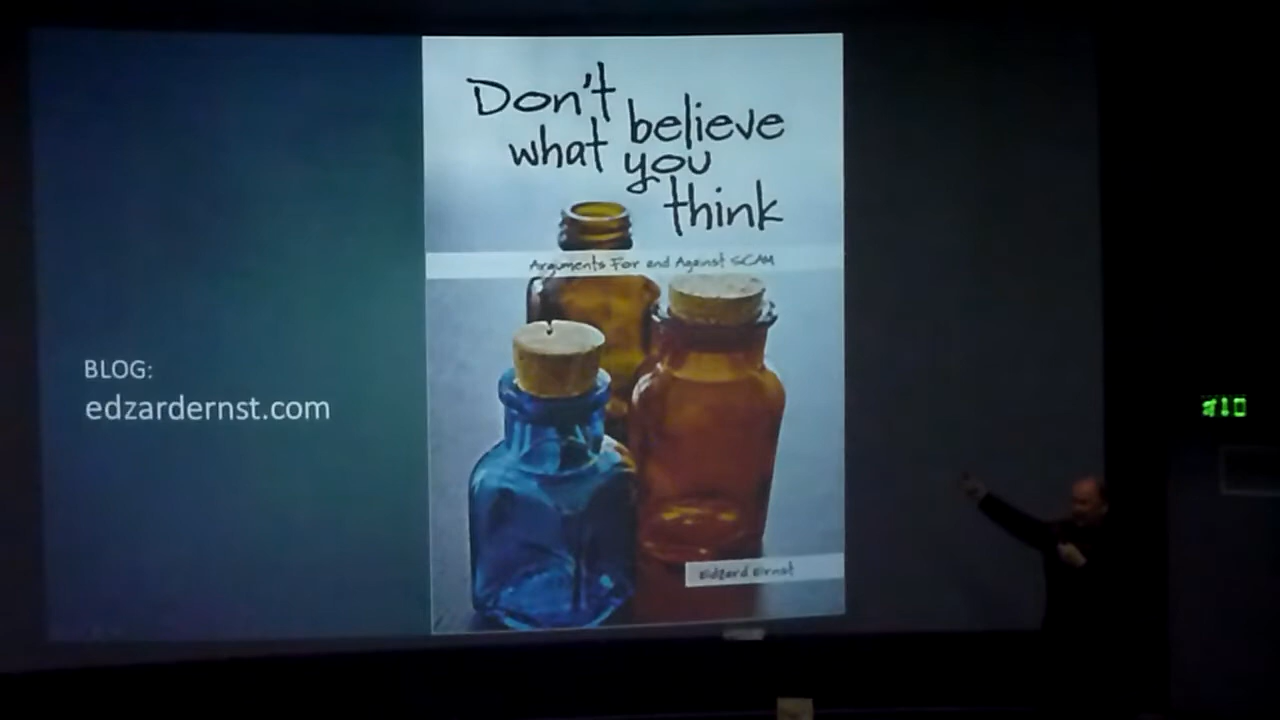 Don't
believe
what you
think
Arguments For and Against SCAM
BLOG:
edzardernst.com
Edzard Ernst